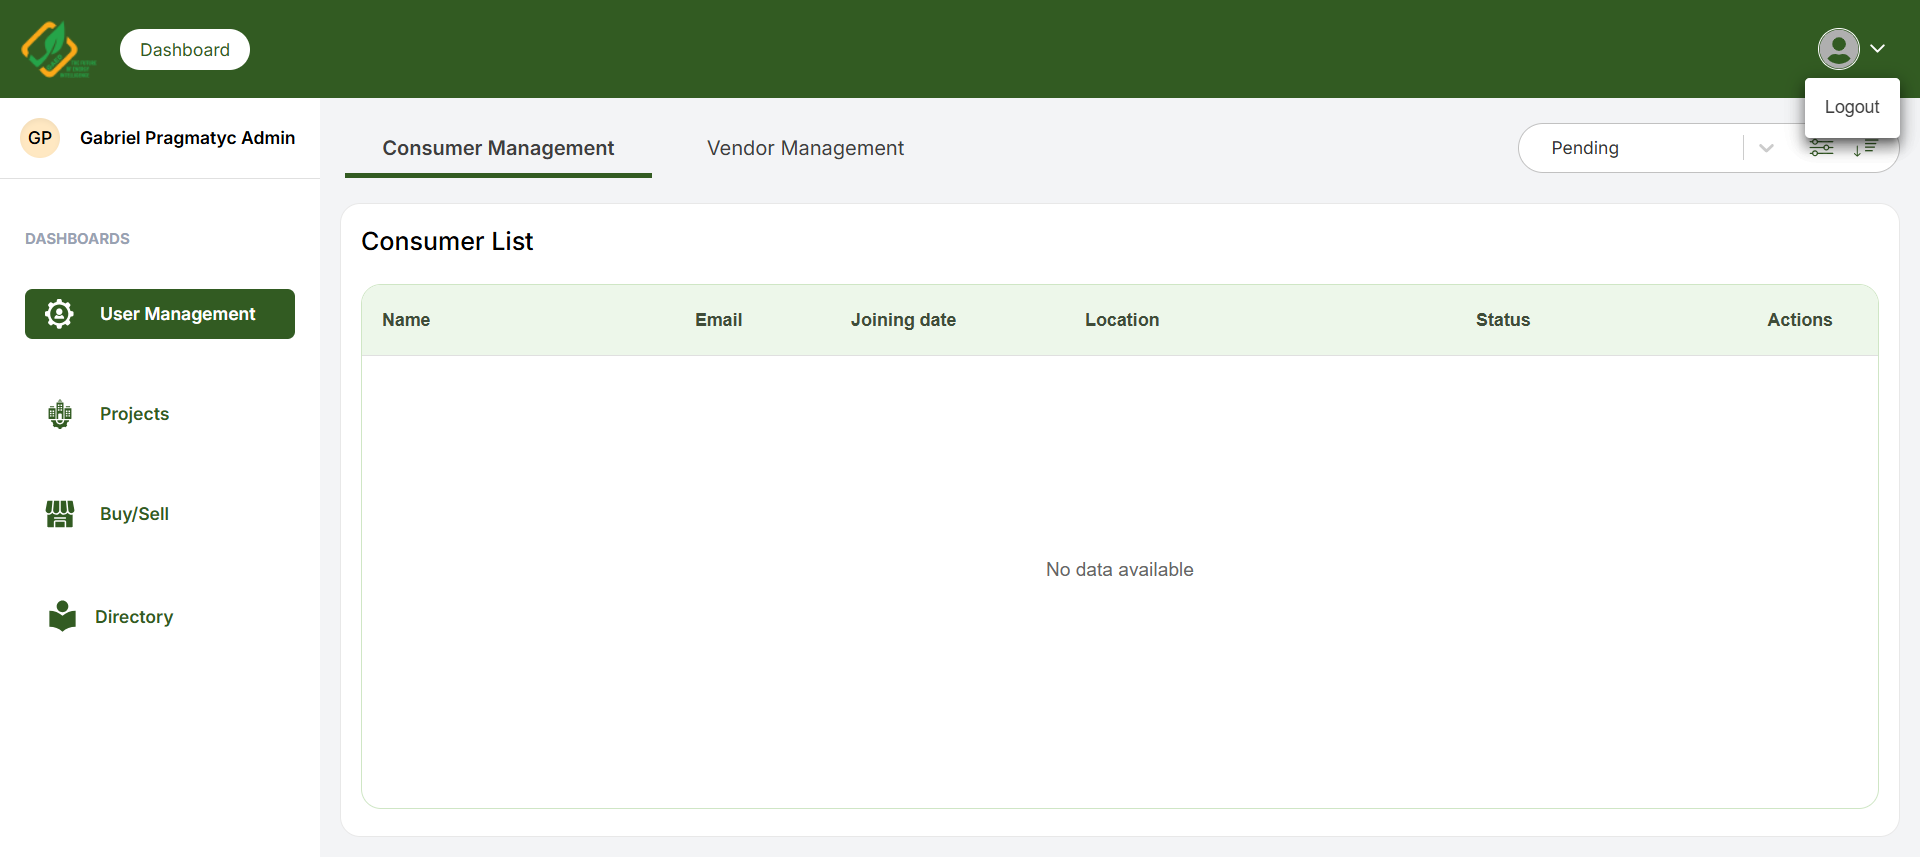 Dashboard
Logout
GP
Gabriel Pragmatyc Admin
Consumer Management
Vendor Management
Pending
DASHBOARDS
Consumer List
User Management
Name
Email
Joining date
Location
Status
Actions
Projects
Buy/Sell
No data available
Directory